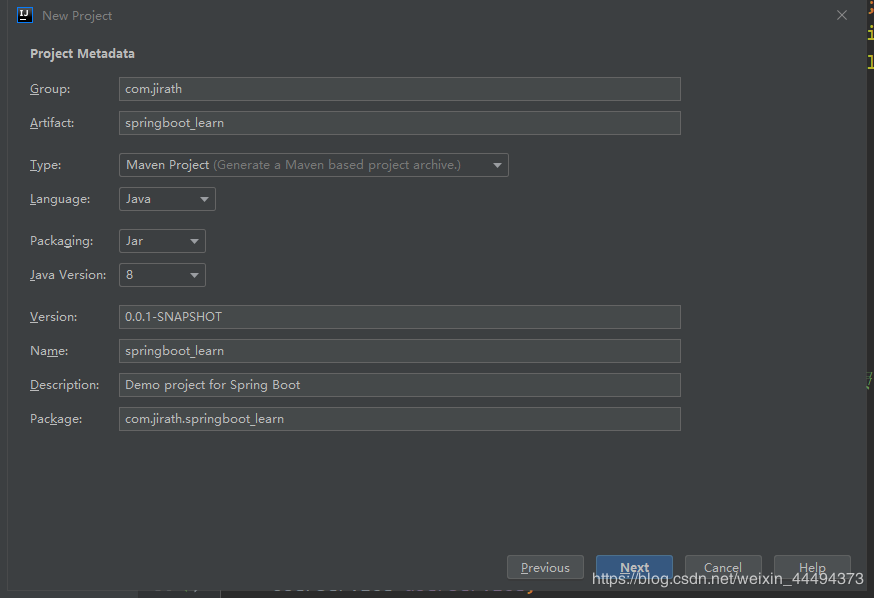 New Project
Project Metadata
Group: com.jirath
Artifact: springboot_learn
Type: Maven Project (Generate a Maven based project archive.)
Language: Java
Packaging: Jar
Java Version: 8
Version: 0.0.1-SNAPSHOT
Name: springboot_learn
Description: Demo project for Spring Boot
Package: com.jirath.springboot_learn
Previous Next Cancel Help
https://blog.csdn.net/weixin_44494373